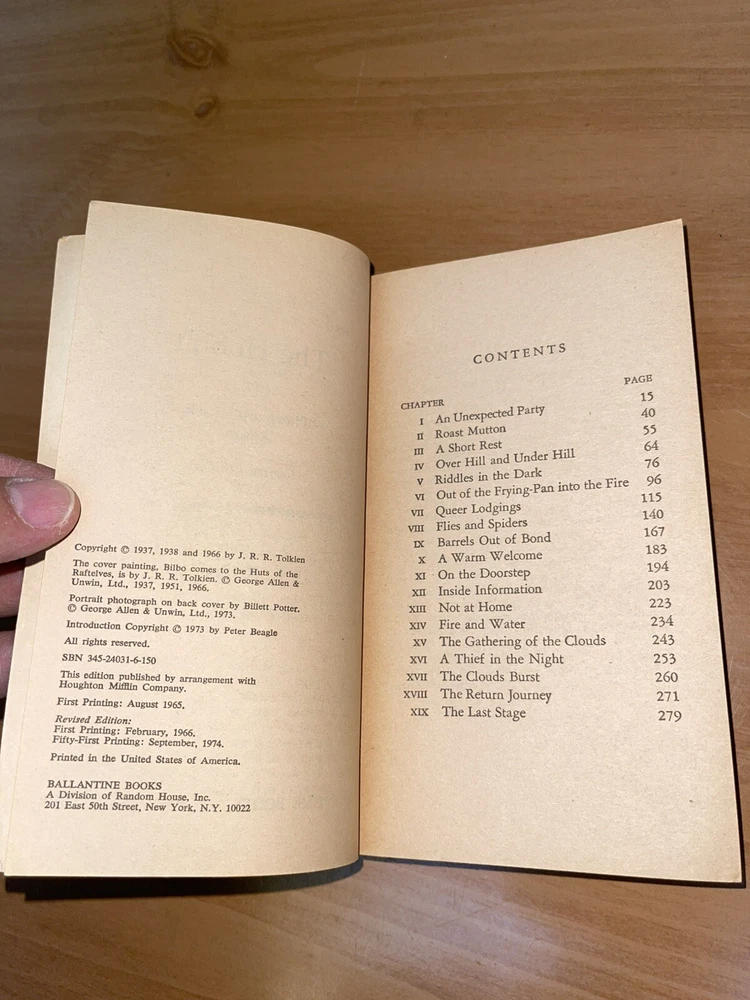 Copyright © 1937, 1938 and 1966 by J. R. R. Tolkien
The cover painting, Bilbo comes to the Huts of the
Raftelves, is by J. R. R. Tolkien. © George Allen &
Unwin, Ltd., 1937, 1951, 1966.
Portrait photograph on back cover by Billett Potter.
© George Allen & Unwin, Ltd., 1973.
Introduction Copyright © 1973 by Peter Beagle
All rights reserved.
SBN 345-24031-6-150
This edition published by arrangement with
Houghton Mifflin Company.
First Printing: August 1965.
Revised Edition:
First Printing: February, 1966.
Fifty-First Printing: September, 1974.
Printed in the United States of America.
BALLANTINE BOOKS
A Division of Random House, Inc.
201 East 50th Street, New York, N.Y. 10022
CONTENTS
CHAPTER PAGE
I An Unexpected Party 15
II Roast Mutton 40
III A Short Rest 55
IV Over Hill and Under Hill 64
V Riddles in the Dark 76
VI Out of the Frying-Pan into the Fire 96
VII Queer Lodgings 115
VIII Flies and Spiders 140
IX Barrels Out of Bond 167
X A Warm Welcome 183
XI On the Doorstep 194
XII Inside Information 203
XIII Not at Home 223
XIV Fire and Water 234
XV The Gathering of the Clouds 243
XVI A Thief in the Night 253
XVII The Clouds Burst 260
XVIII The Return Journey 271
XIX The Last Stage 279